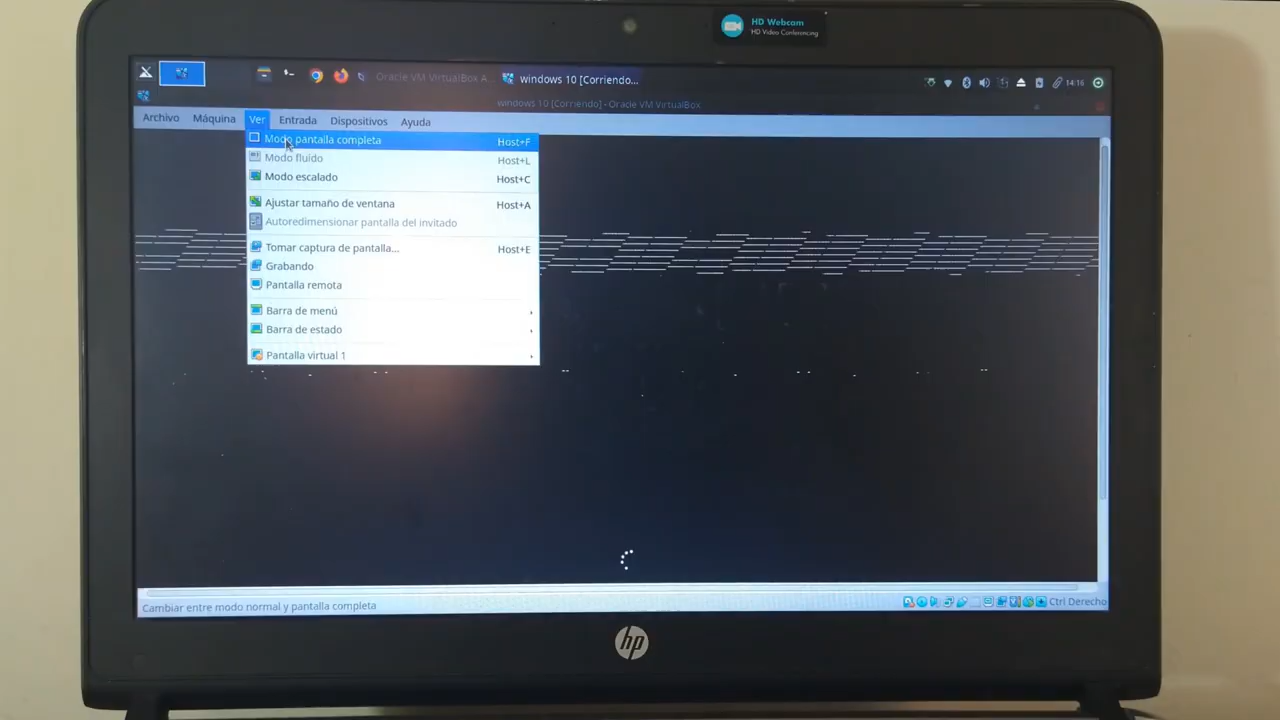 HD Webcam
HD Video Conferencing
Oracle VM VirtualBox A...
windows 10 [Corriendo...
14:16
windows 10 [Corriendo] - Oracle VM VirtualBox
Archivo Máquina Ver Entrada Dispositivos Ayuda
Modo pantalla completa Host+F
Modo fluido Host+L
Modo escalado Host+C
Ajustar tamaño de ventana Host+A
Autoredimensionar pantalla del invitado
Tomar captura de pantalla... Host+E
Grabando
Pantalla remota
Barra de menú
Barra de estado
Pantalla virtual 1
Cambiar entre modo normal y pantalla completa
Ctrl Derecho
hp